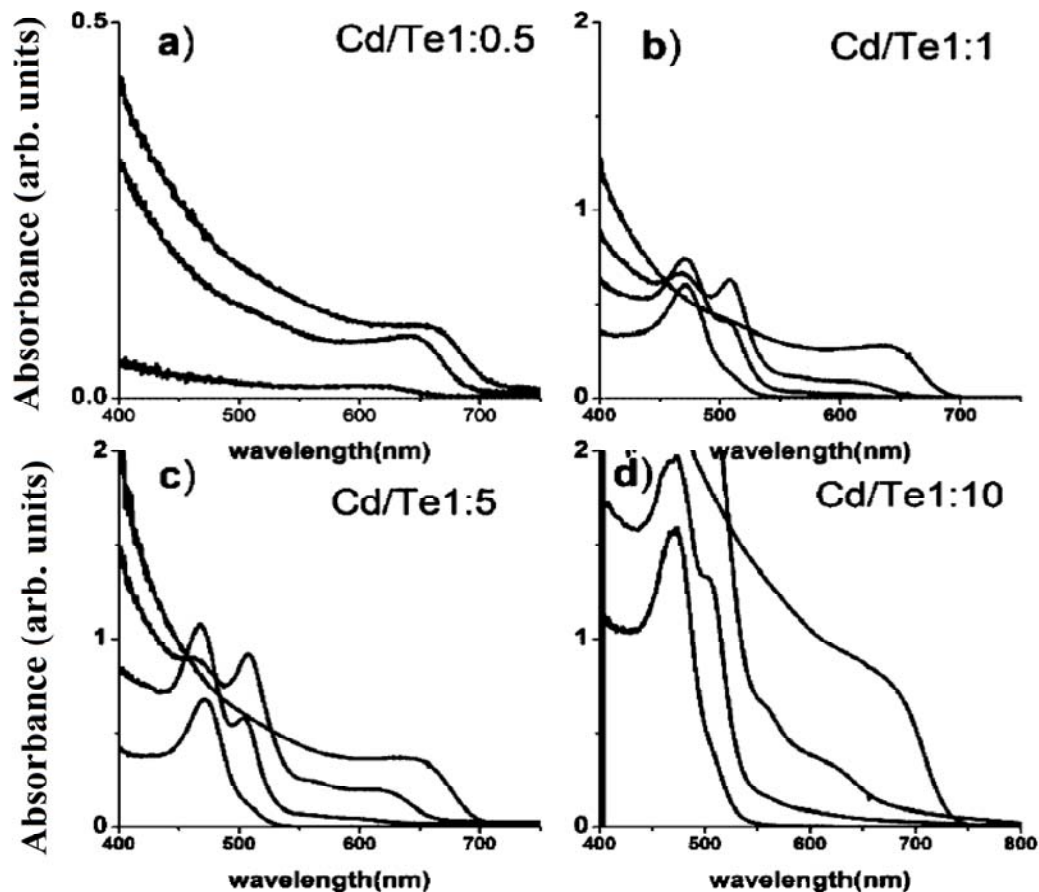 Absorbance (arb. units)
0.5
0.0
a)
Cd/Te1:0.5
400
500
600
700
wavelength(nm)
2
1
0
b)
Cd/Te1:1
400
500
600
700
wavelength(nm)
Absorbance (arb. units)
2
1
0
c)
Cd/Te1:5
400
500
600
700
wavelength(nm)
2
1
0
d)
Cd/Te1:10
400
500
600
700
800
wavelength(nm)